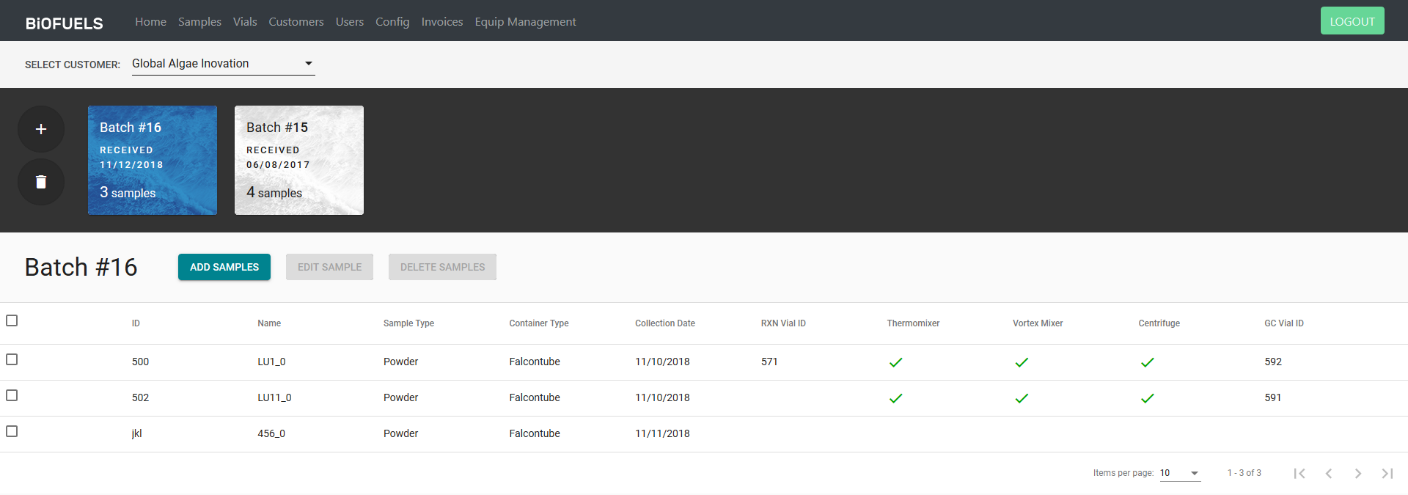 BiOFUELS Home Samples Vials Customers Users Config Invoices Equip Management LOGOUT
SELECT CUSTOMER: Global Algae Inovation
Batch #16
RECEIVED
11/12/2018
3 samples
Batch #15
RECEIVED
06/08/2017
4 samples
Batch #16 ADD SAMPLES EDIT SAMPLE DELETE SAMPLES
ID Name Sample Type Container Type Collection Date RXN Vial ID Thermomixer Vortex Mixer Centrifuge GC Vial ID
500 LU1_0 Powder Falcontube 11/10/2018 571 592
502 LU11_0 Powder Falcontube 11/10/2018 591
jkl 456_0 Powder Falcontube 11/11/2018
Items per page: 10 1 - 3 of 3